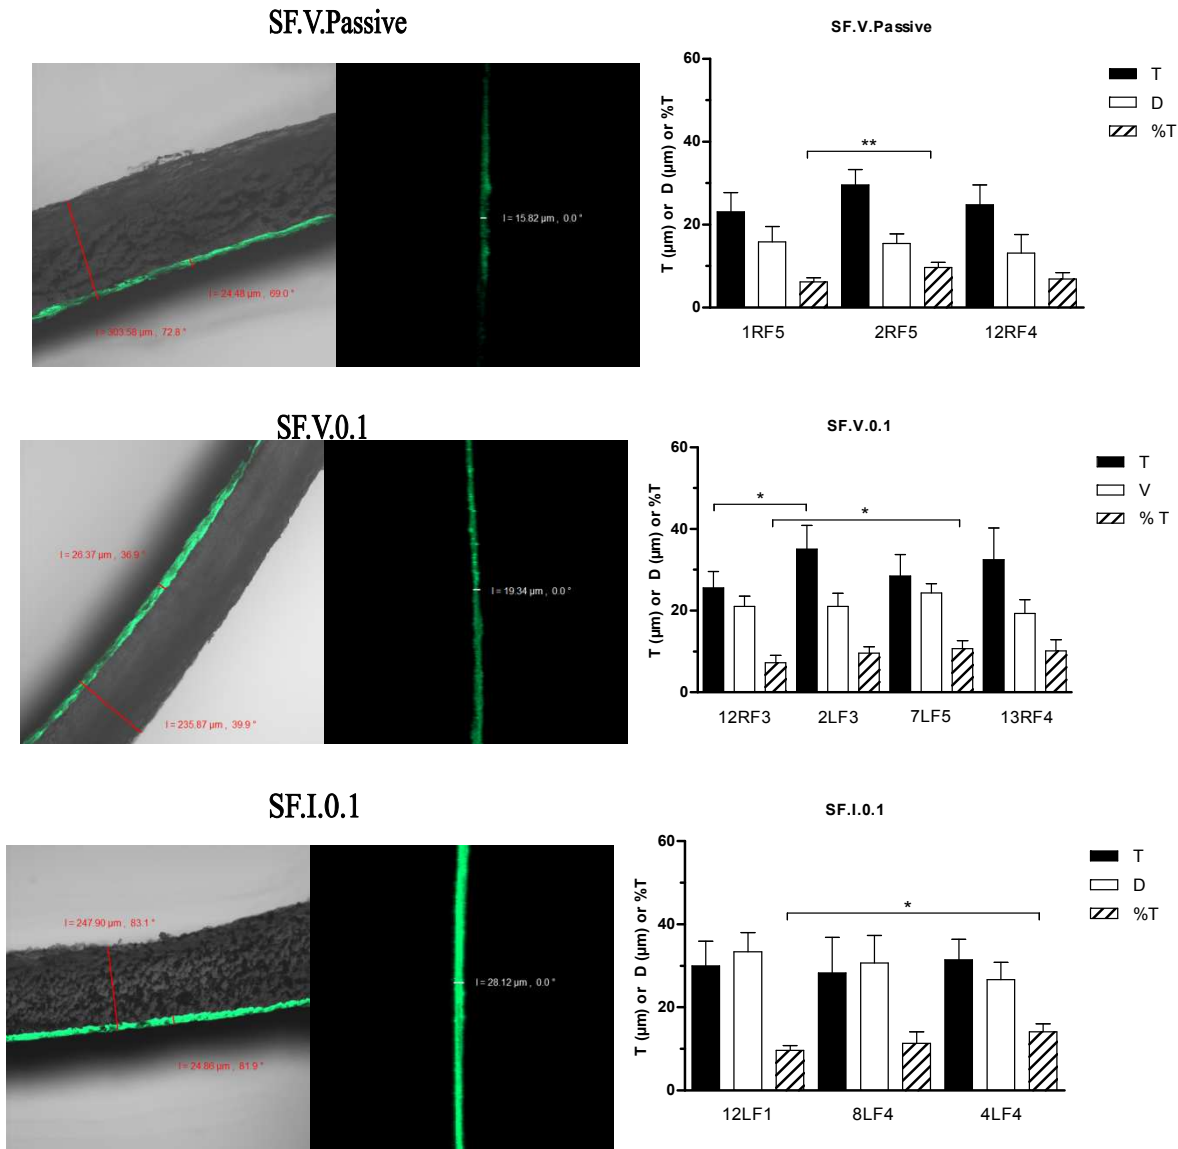 SF.V.Passive
l = 15.82 µm , 0.0 °
l = 24.48 µm , 69.0 °
l = 303.58 µm , 72.8 °
SF.V.Passive
60
40
20
0
T (µm) or D (µm) or %T
**
1RF5 2RF5 12RF4
T
D
%T
SF.V.0.1
l = 26.37 µm , 36.9 °
l = 19.34 µm , 0.0 °
l = 235.87 µm , 39.9 °
SF.V.0.1
60
40
20
0
T (µm) or D (µm) or %T
*
*
12RF3 2LF3 7LF5 13RF4
T
V
% T
SF.I.0.1
l = 247.90 µm , 83.1 °
l = 28.12 µm , 0.0 °
l = 24.86 µm , 81.9 °
SF.I.0.1
60
40
20
0
T (µm) or D (µm) or %T
*
12LF1 8LF4 4LF4
T
D
%T